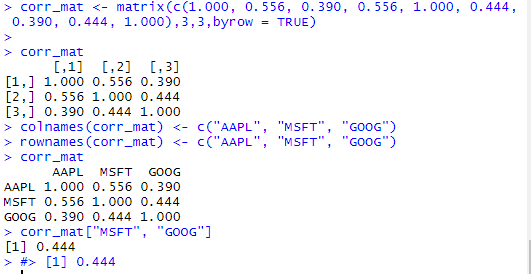 > corr_mat <- matrix(c(1.000, 0.556, 0.390, 0.556, 1.000, 0.444,
 0.390, 0.444, 1.000),3,3,byrow = TRUE)
>
> corr_mat
      [,1]  [,2]  [,3]
[1,] 1.000 0.556 0.390
[2,] 0.556 1.000 0.444
[3,] 0.390 0.444 1.000
> colnames(corr_mat) <- c("AAPL", "MSFT", "GOOG")
> rownames(corr_mat) <- c("AAPL", "MSFT", "GOOG")
> corr_mat
      AAPL  MSFT  GOOG
AAPL 1.000 0.556 0.390
MSFT 0.556 1.000 0.444
GOOG 0.390 0.444 1.000
> corr_mat["MSFT", "GOOG"]
[1] 0.444
> #> [1] 0.444